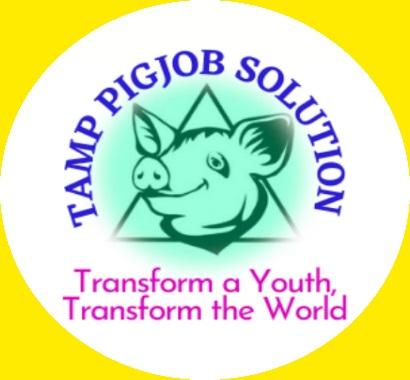 TAMP PIGJOB SOLUTION
Transform a Youth,
Transform the World